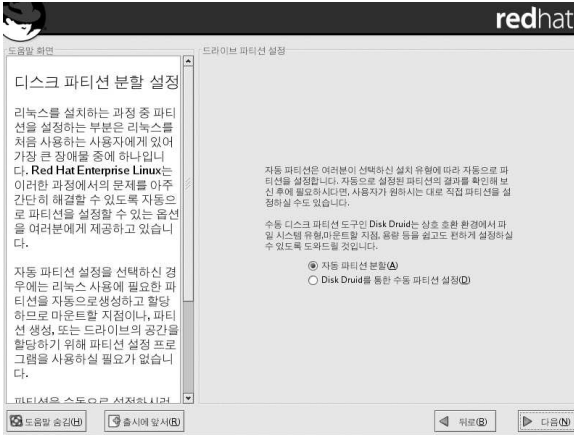 redhat
도움말 화면
디스크 파티션 분할 설정
리눅스를 설치하는 과정 중 파티
션을 설정하는 부분은 리눅스를
처음 사용하는 사용자에게 있어
가장 큰 장애물 중에 하나입니
다. Red Hat Enterprise Linux는
이러한 과정에서의 문제를 아주
간단히 해결할 수 있도록 자동으
로 파티션을 설정할 수 있는 옵션
을 여러분에게 제공하고 있습니
다.
자동 파티션 설정을 선택하신 경
우에는 리눅스 사용에 필요한 파
티션을 자동으로생성하고 할당
하므로 마운트할 지점이나, 파티
션 생성, 또는 드라이브의 공간을
할당하기 위해 파티션 설정 프로
그램을 사용하실 필요가 없습니
다.
파티션을 수동으로 설정하시려
드라이브 파티션 설정
자동 파티션은 여러분이 선택하신 설치 유형에 따라 자동으로 파
티션을 설정합니다. 자동으로 설정된 파티션의 결과를 확인해 보
신 후에 필요하시다면, 사용자가 원하시는 대로 직접 파티션을 설
정하실 수도 있습니다.
수동 디스크 파티션 도구인 Disk Druid는 상호 호환 환경에서 파
일 시스템 유형,마운트할 지점, 용량 등을 쉽고도 편하게 설정하실
수 있도록 도와드릴 것입니다.
자동 파티션 분할(A)
Disk Druid를 통한 수동 파티션 설정(D)
도움말 숨김(H)
출시에 앞서(R)
뒤로(B)
다음(N)